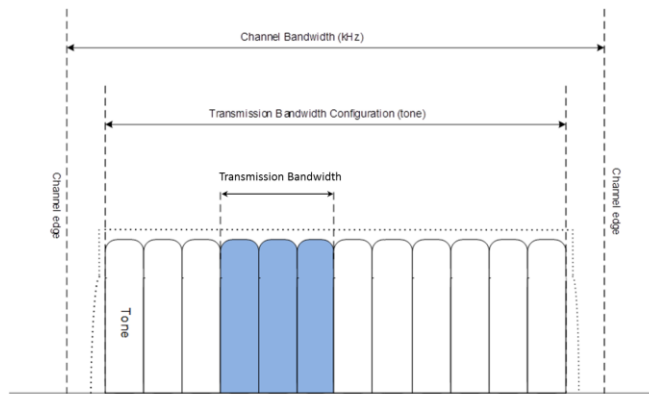 Channel Bandwidth (kHz)
Transmission Bandwidth Configuration (tone)
Transmission Bandwidth
Channel edge
Channel edge
Tone